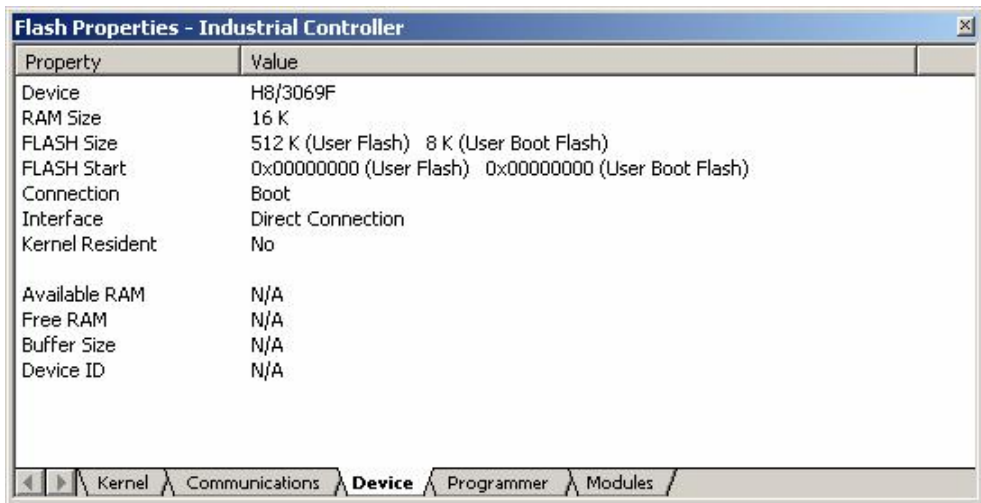 Flash Properties - Industrial Controller
Property Value
Device H8/3069F
RAM Size 16 K
FLASH Size 512 K (User Flash) 8 K (User Boot Flash)
FLASH Start 0x00000000 (User Flash) 0x00000000 (User Boot Flash)
Connection Boot
Interface Direct Connection
Kernel Resident No
Available RAM N/A
Free RAM N/A
Buffer Size N/A
Device ID N/A
Kernel Communications Device Programmer Modules